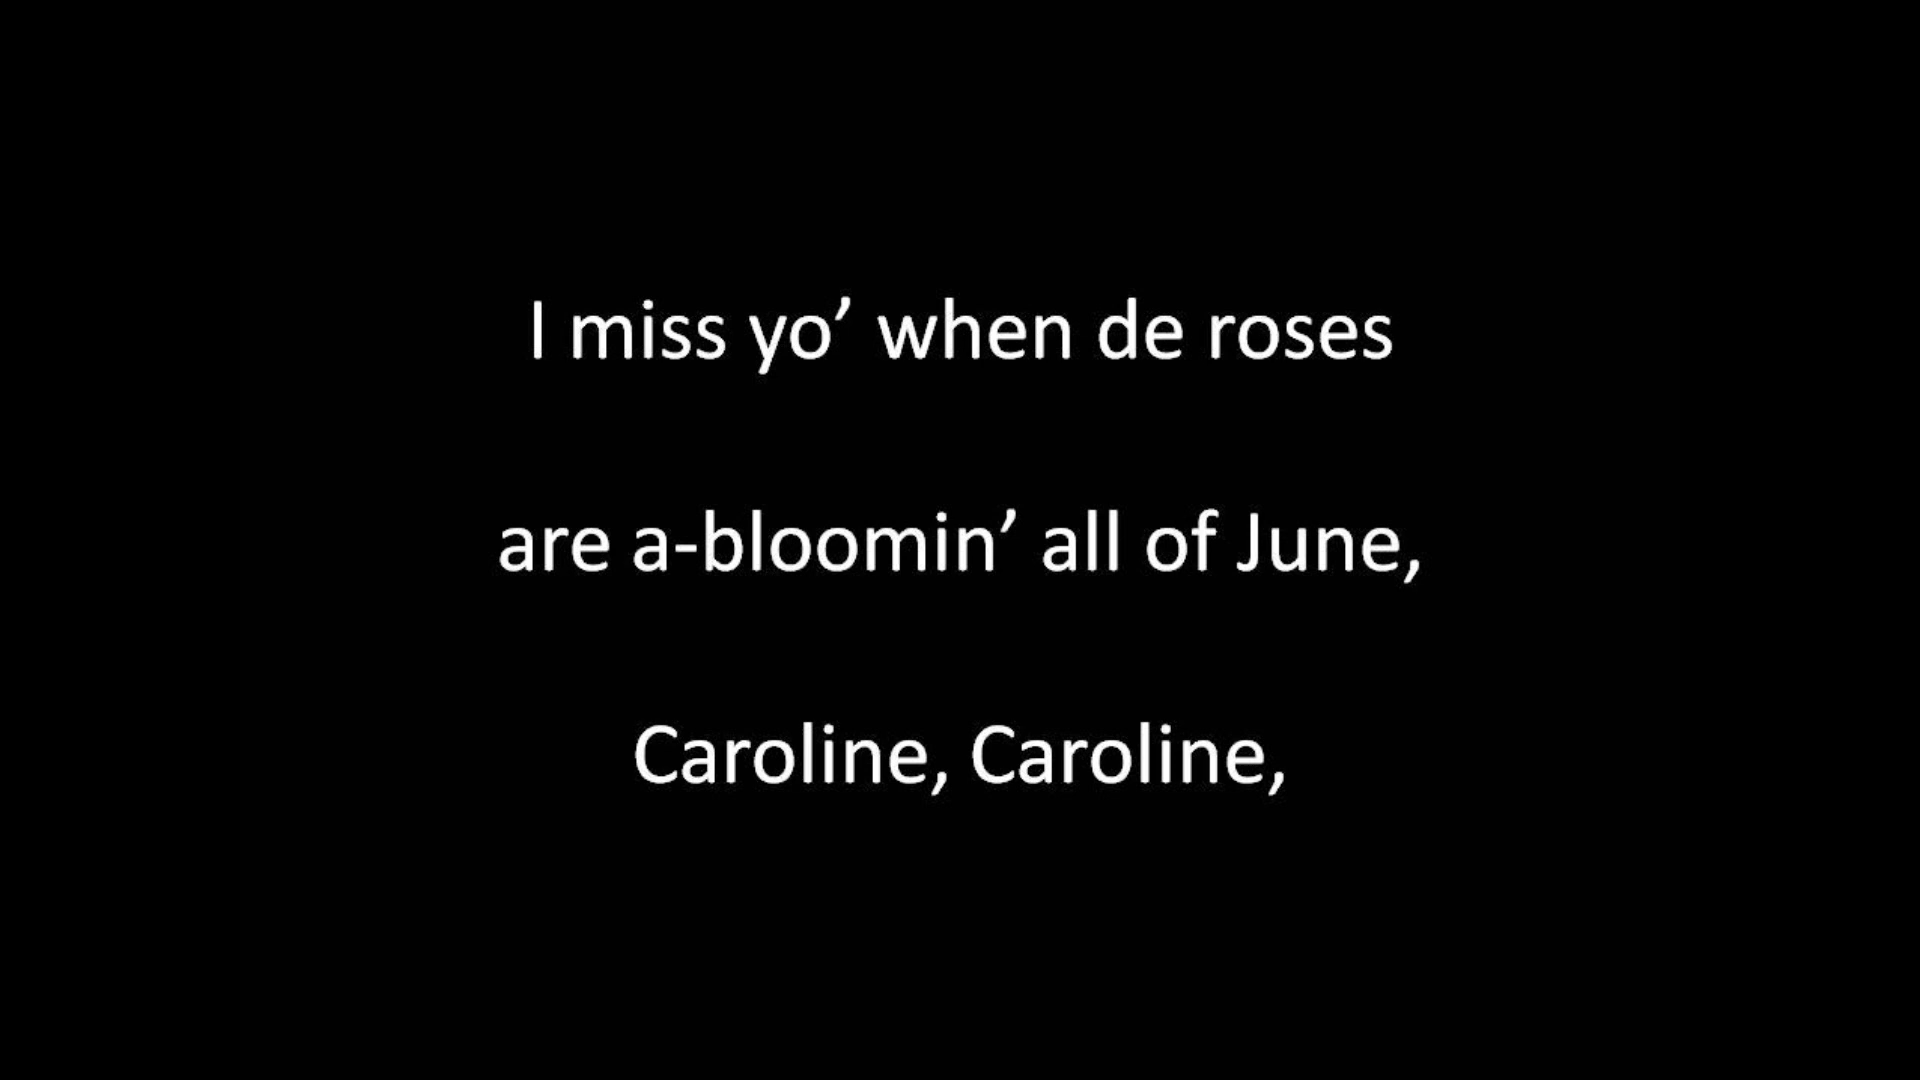 I miss yo’ when de roses
are a-bloomin’ all of June,
Caroline, Caroline,